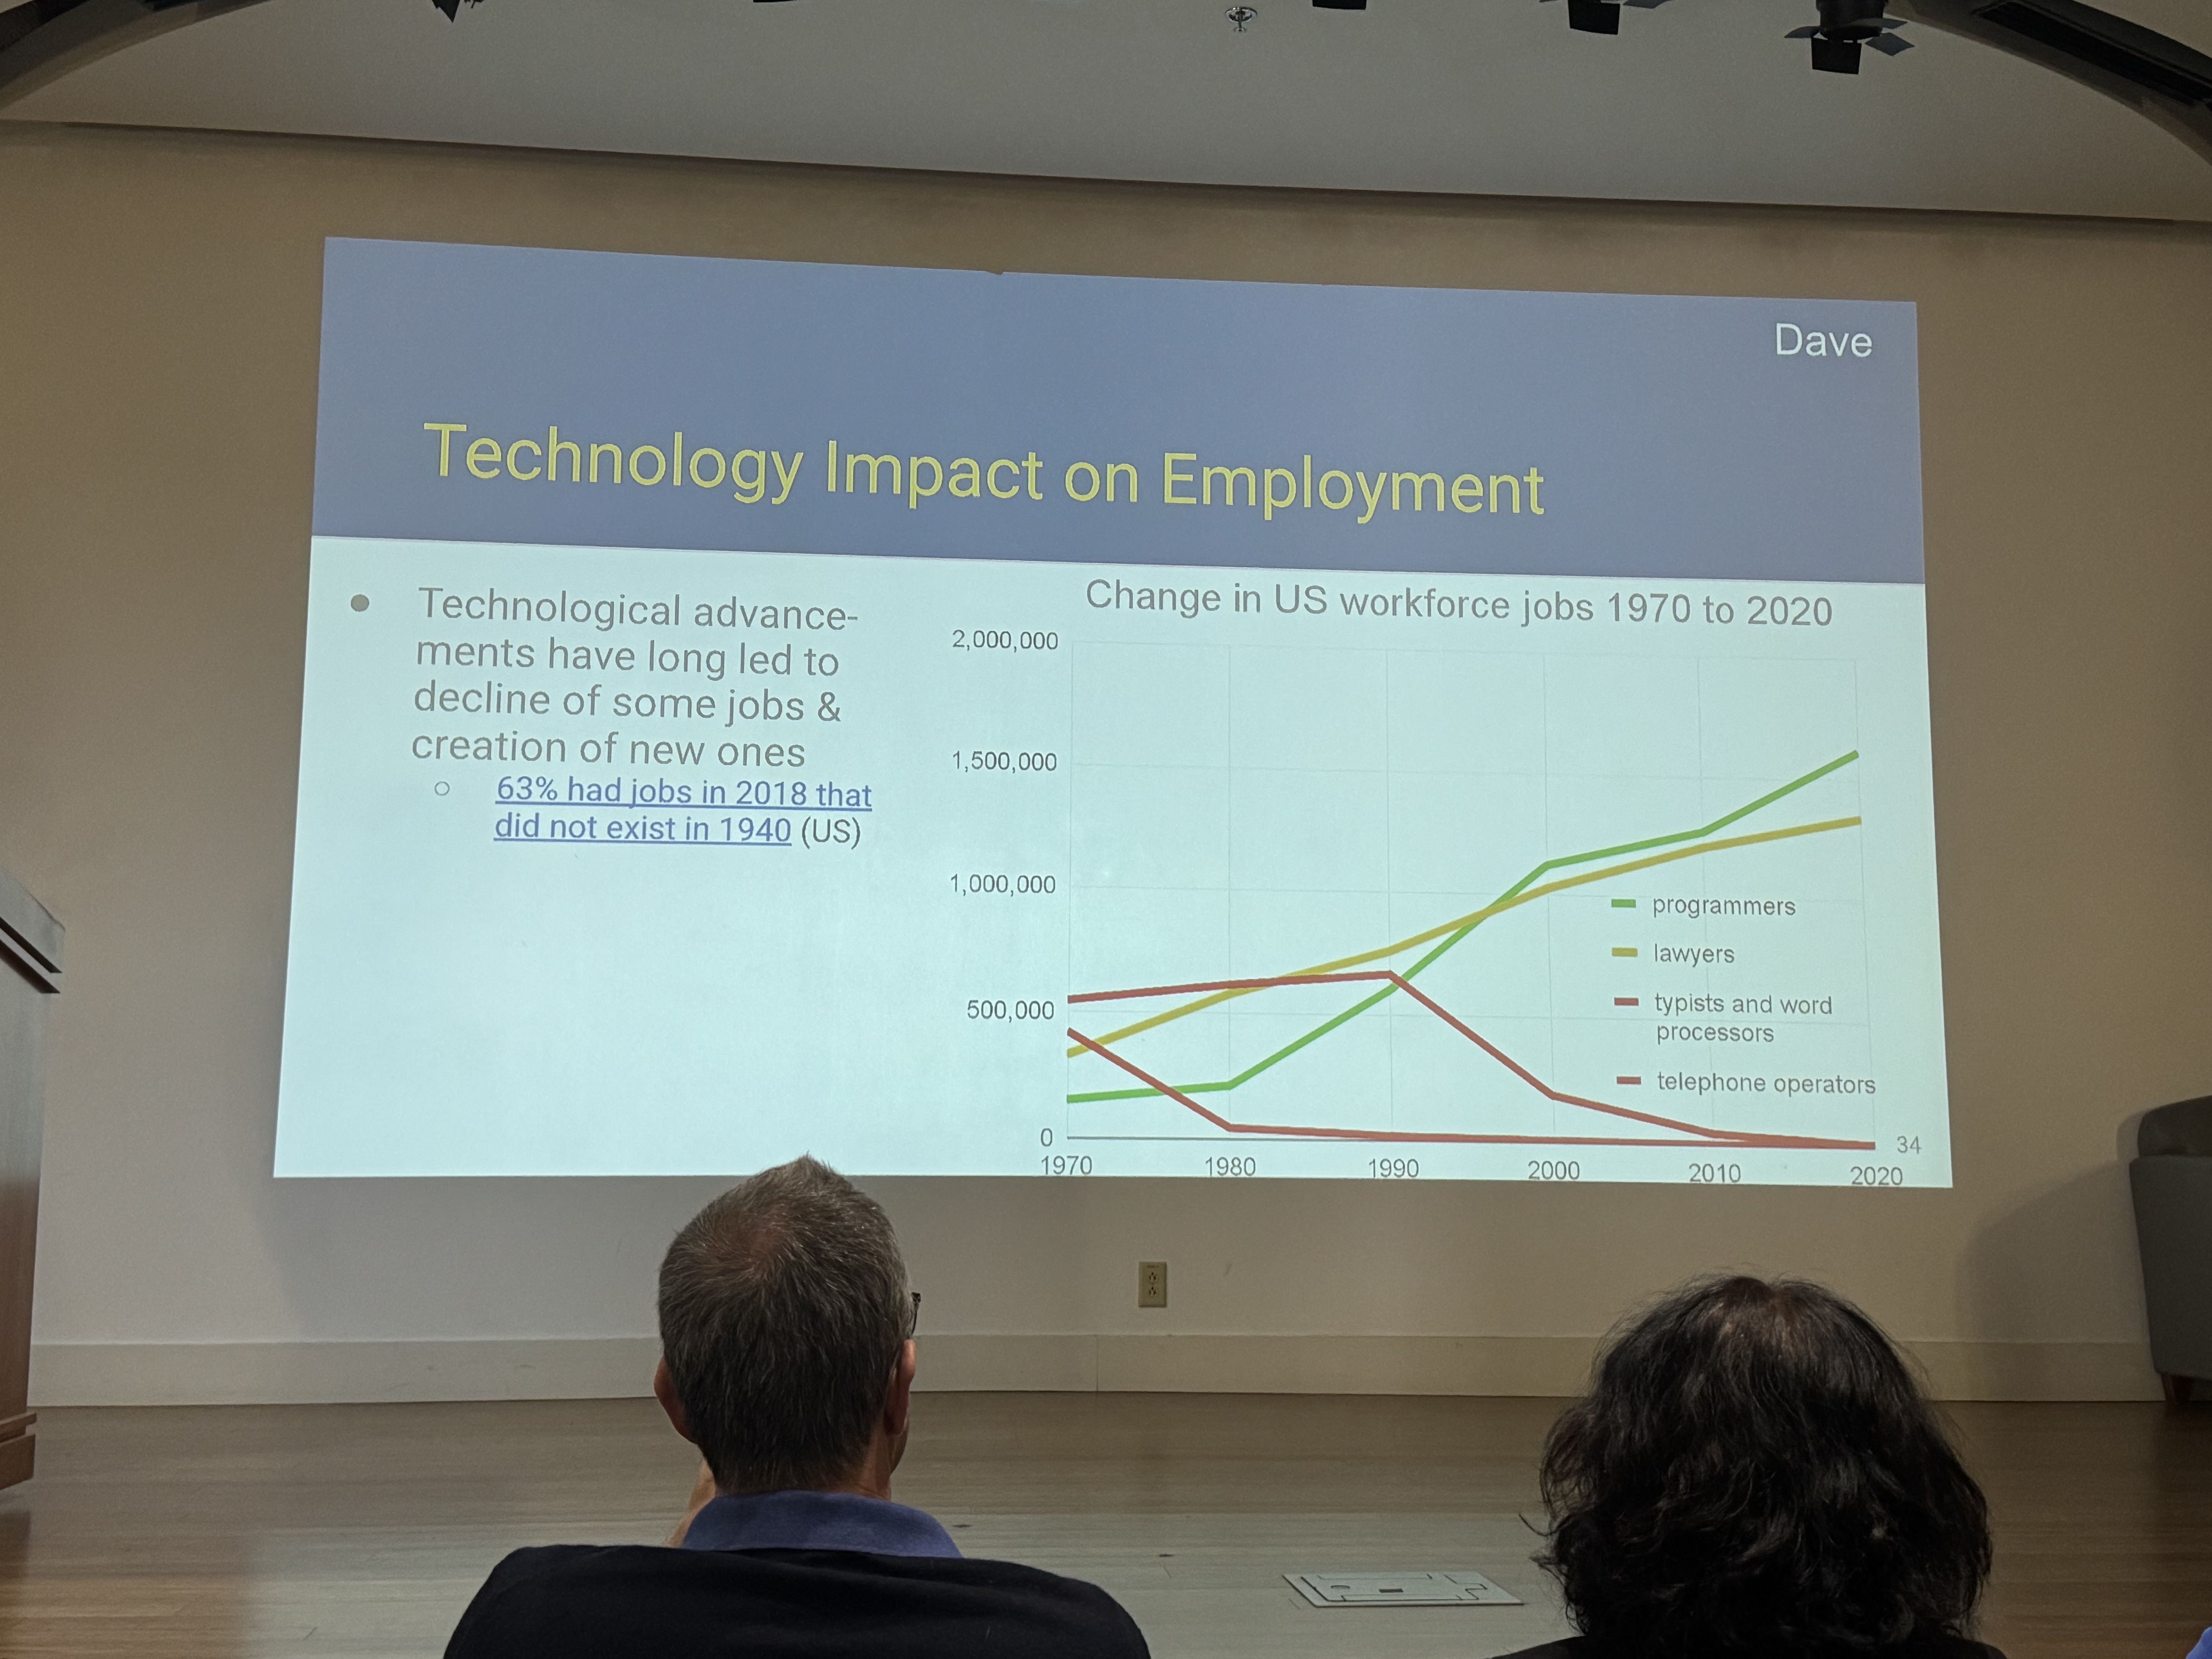 Dave
Technology Impact on Employment
Technological advance-
ments have long led to
decline of some jobs &
creation of new ones
63% had jobs in 2018 that
did not exist in 1940 (US)
Change in US workforce jobs 1970 to 2020
2,000,000
1,500,000
1,000,000
500,000
0
programmers
lawyers
typists and word
processors
telephone operators
34
1970 1980 1990 2000 2010 2020